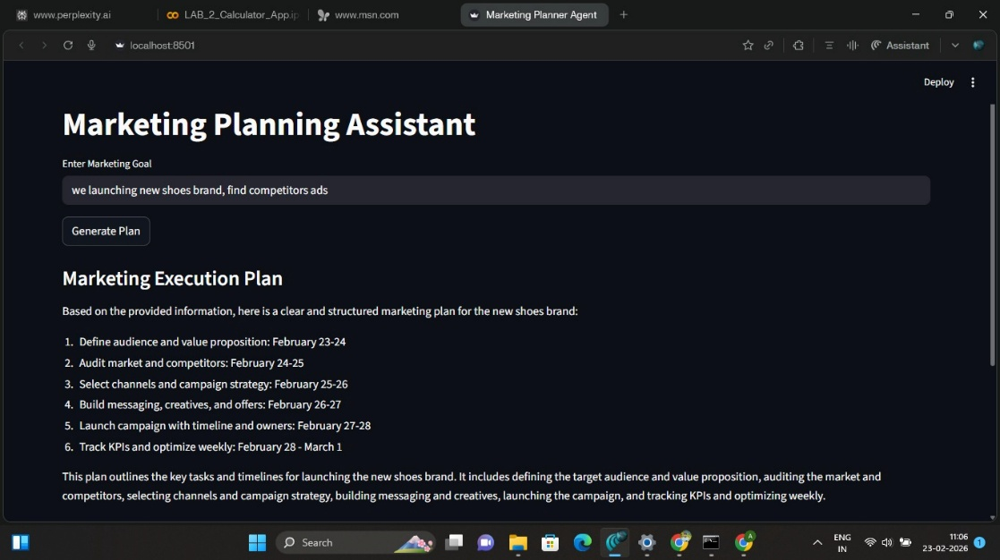 www.perplexity.ai
LAB_2_Calculator_App.ip
www.msn.com
Marketing Planner Agent
localhost:8501
Assistant
Deploy
Marketing Planning Assistant
Enter Marketing Goal
we launching new shoes brand, find competitors ads
Generate Plan
Marketing Execution Plan
Based on the provided information, here is a clear and structured marketing plan for the new shoes brand:
1. Define audience and value proposition: February 23-24
2. Audit market and competitors: February 24-25
3. Select channels and campaign strategy: February 25-26
4. Build messaging, creatives, and offers: February 26-27
5. Launch campaign with timeline and owners: February 27-28
6. Track KPIs and optimize weekly: February 28 - March 1
This plan outlines the key tasks and timelines for launching the new shoes brand. It includes defining the target audience and value proposition, auditing the market and
competitors, selecting channels and campaign strategy, building messaging and creatives, launching the campaign, and tracking KPIs and optimizing weekly.
Search
ENG
IN
11:06
23-02-2026
1